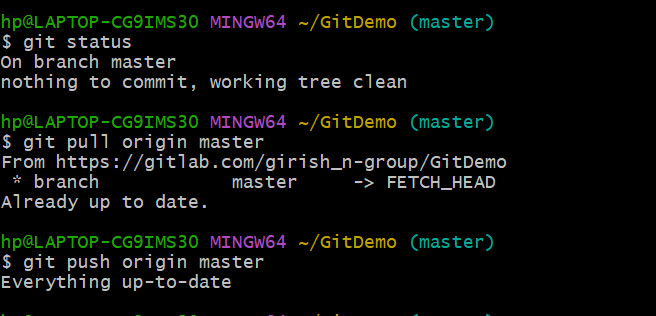 hp@LAPTOP-CG9IMS30 MINGW64 ~/GitDemo (master)
$ git status
On branch master
nothing to commit, working tree clean
hp@LAPTOP-CG9IMS30 MINGW64 ~/GitDemo (master)
$ git pull origin master
From https://gitlab.com/girish_n-group/GitDemo
 * branch            master     -> FETCH_HEAD
Already up to date.
hp@LAPTOP-CG9IMS30 MINGW64 ~/GitDemo (master)
$ git push origin master
Everything up-to-date